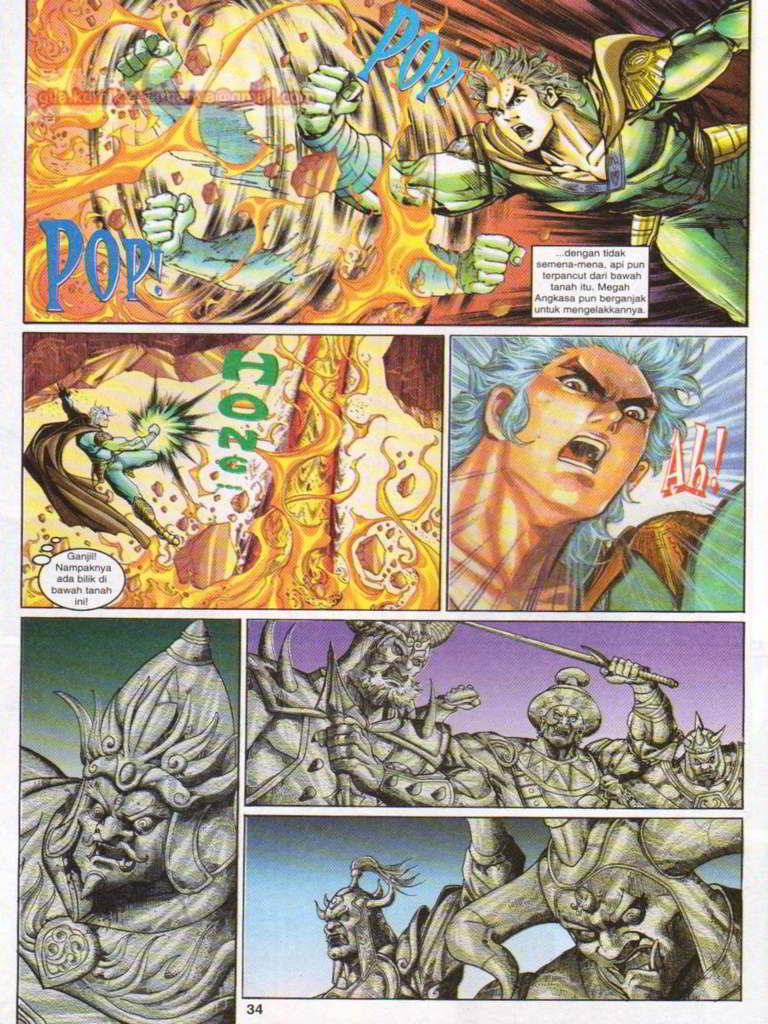 POP!
POP!
...dengan tidak
semena-mena, api pun
terpancut dari bawah
tanah itu. Megah
Angkasa pun berganjak
untuk mengelakkannya.
HONG!
Ganjil!
Nampaknya
ada bilik di
bawah tanah
ini!
Ah!
34